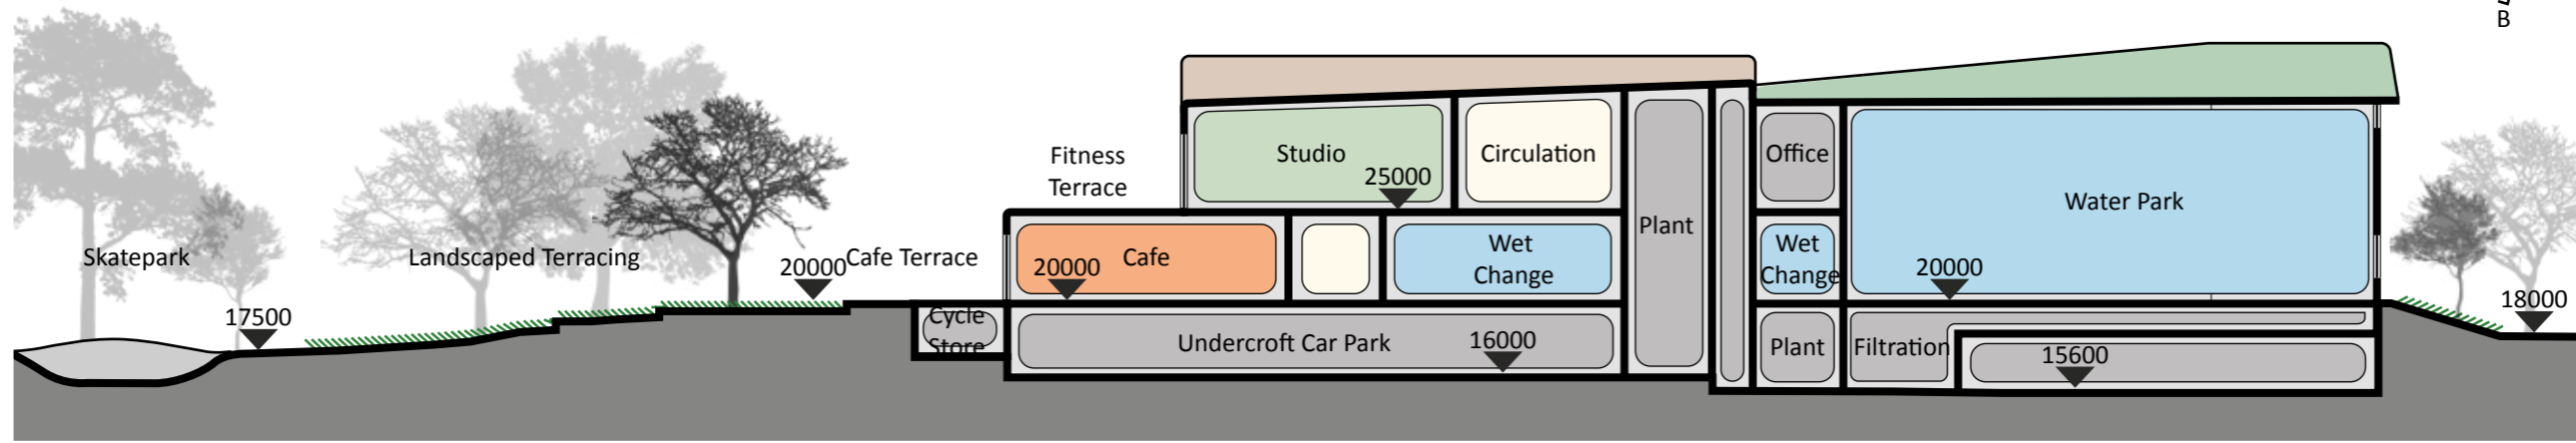 B
Fitness
Terrace
Studio
25000
Circulation
Office
Water Park
Plant
Skatepark
Landscaped Terracing
20000
Cafe Terrace
20000
Cafe
Wet
Change
Wet
Change
20000
17500
18000
Cycle
Store
Undercroft Car Park
16000
Plant
Filtration
15600